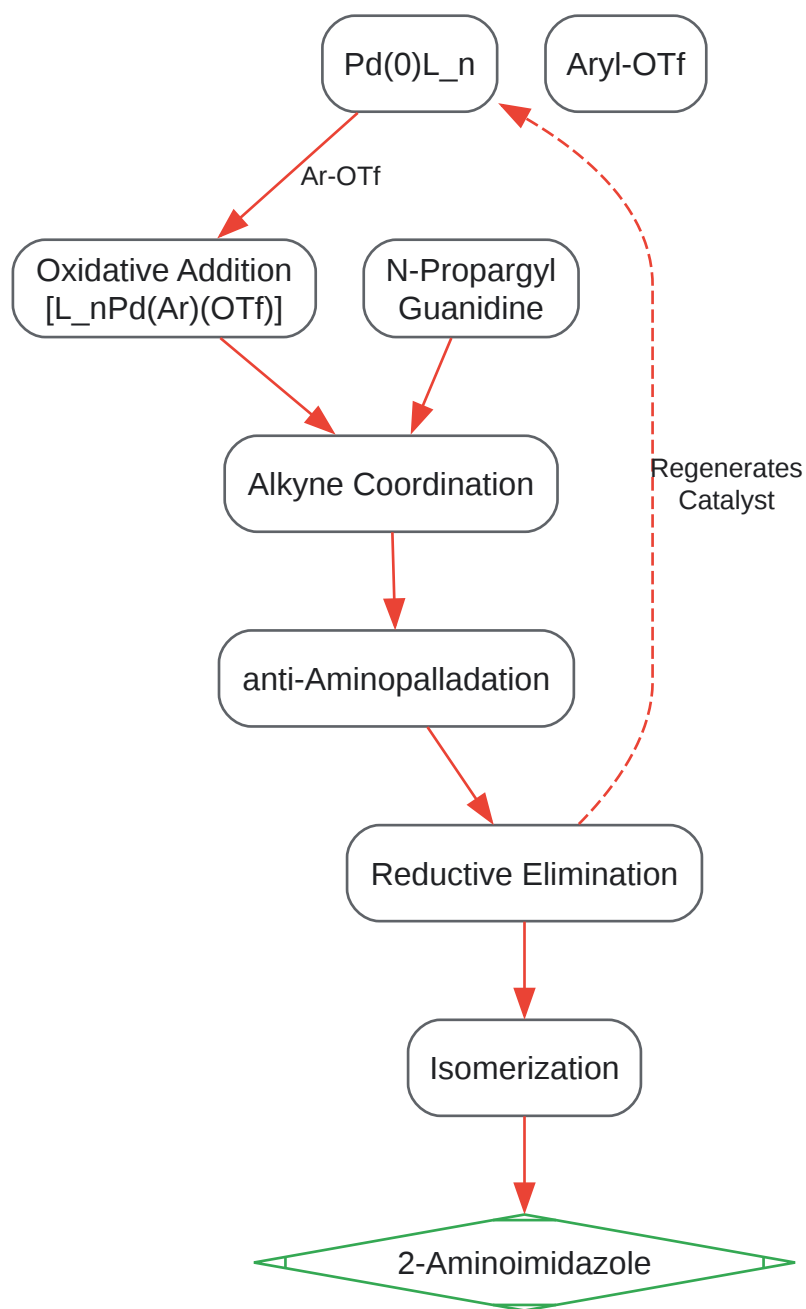 Pd(0)L_n
Aryl-OTf
Ar-OTf
Oxidative Addition
[L_nPd(Ar)(OTf)]
N-Propargyl
Guanidine
Alkyne Coordination
Regenerates
Catalyst
anti-Aminopalladation
Reductive Elimination
Isomerization
2-Aminoimidazole